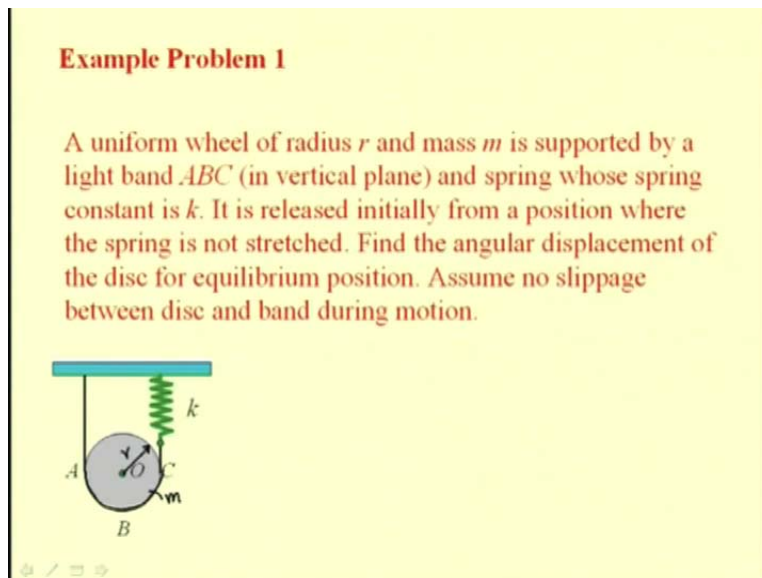 Example Problem 1
A uniform wheel of radius r and mass m is supported by a
light band ABC (in vertical plane) and spring whose spring
constant is k. It is released initially from a position where
the spring is not stretched. Find the angular displacement of
the disc for equilibrium position. Assume no slippage
between disc and band during motion.
k
r
A O C
m
B